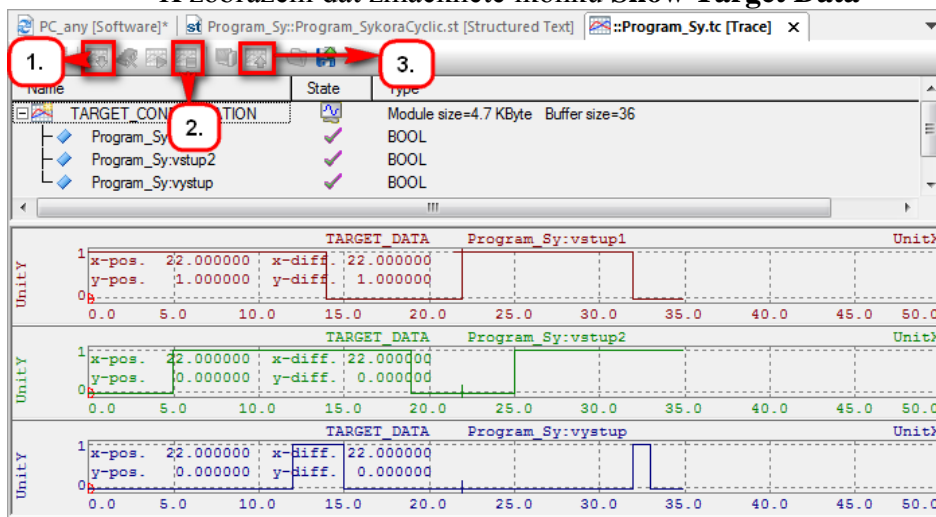 K zobrazení dat zmáčknete ikonku Show Target Data
PC_any [Software]* st Program_Sy::Program_SykoraCyclic.st [Structured Text] ::Program_Sy.tc [Trace] X
1. 3.
Name State Type
TARGET_CON ATION Module size=4.7 KByte Buffer size=36
2.
Program_Sy BOOL
Program_Sy:vstup2 BOOL
Program_Sy:vystup BOOL
TARGET_DATA Program_Sy:vstup1 UnitX
1 x-pos. 22.000000 x-diff. 22.000000
UnitY y-pos. 1.000000 y-diff. 1.000000
0
0.0 5.0 10.0 15.0 20.0 25.0 30.0 35.0 40.0 45.0 50.0
TARGET_DATA Program_Sy:vstup2 UnitX
1 x-pos. 22.000000 x-diff. 22.000000
UnitY y-pos. 0.000000 y-diff. 0.000000
0
0.0 5.0 10.0 15.0 20.0 25.0 30.0 35.0 40.0 45.0 50.0
TARGET_DATA Program_Sy:vystup UnitX
1 x-pos. 22.000000 x-diff. 22.000000
UnitY y-pos. 0.000000 y-diff. 0.000000
0
0.0 5.0 10.0 15.0 20.0 25.0 30.0 35.0 40.0 45.0 50.0